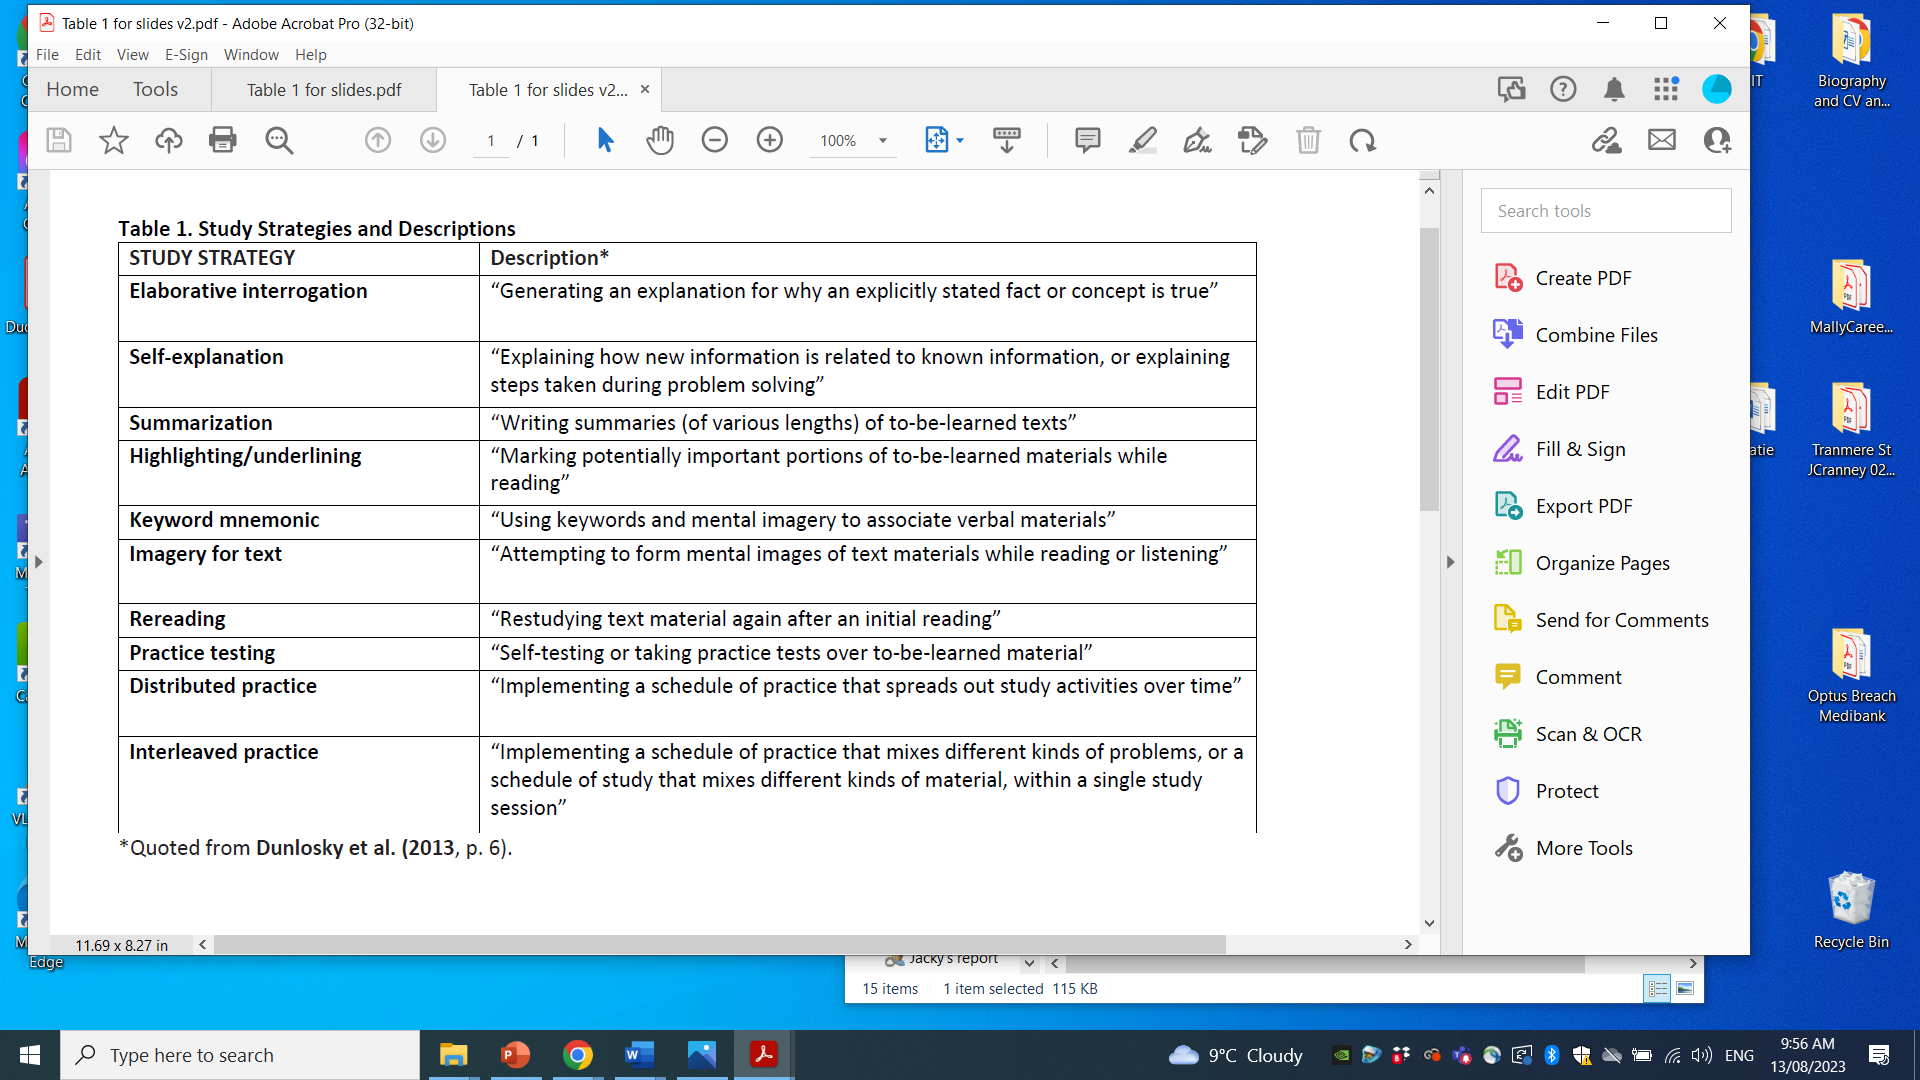 Table 1 for slides v2.pdf - Adobe Acrobat Pro (32-bit)
File Edit View E-Sign Window Help
Home Tools Table 1 for slides.pdf Table 1 for slides v2... ×
1 / 1 100%
Search tools
Create PDF
Combine Files
Edit PDF
Fill & Sign
Export PDF
Organize Pages
Send for Comments
Comment
Scan & OCR
Protect
More Tools
Table 1. Study Strategies and Descriptions
STUDY STRATEGY Description*
Elaborative interrogation “Generating an explanation for why an explicitly stated fact or concept is true”
Self-explanation “Explaining how new information is related to known information, or explaining
steps taken during problem solving”
Summarization “Writing summaries (of various lengths) of to-be-learned texts”
Highlighting/underlining “Marking potentially important portions of to-be-learned materials while
reading”
Keyword mnemonic “Using keywords and mental imagery to associate verbal materials”
Imagery for text “Attempting to form mental images of text materials while reading or listening”
Rereading “Restudying text material again after an initial reading”
Practice testing “Self-testing or taking practice tests over to-be-learned material”
Distributed practice “Implementing a schedule of practice that spreads out study activities over time”
Interleaved practice “Implementing a schedule of practice that mixes different kinds of problems, or a
schedule of study that mixes different kinds of material, within a single study
session”
*Quoted from Dunlosky et al. (2013, p. 6).
11.69 x 8.27 in
Edge
Jacky's report
15 items 1 item selected 115 KB
IT
Biography
and CV an...
MallyCaree...
Tranmere St
JCranney 02...
Optus Breach
Medibank
Recycle Bin
Type here to search
9°C Cloudy
ENG
9:56 AM
13/08/2023